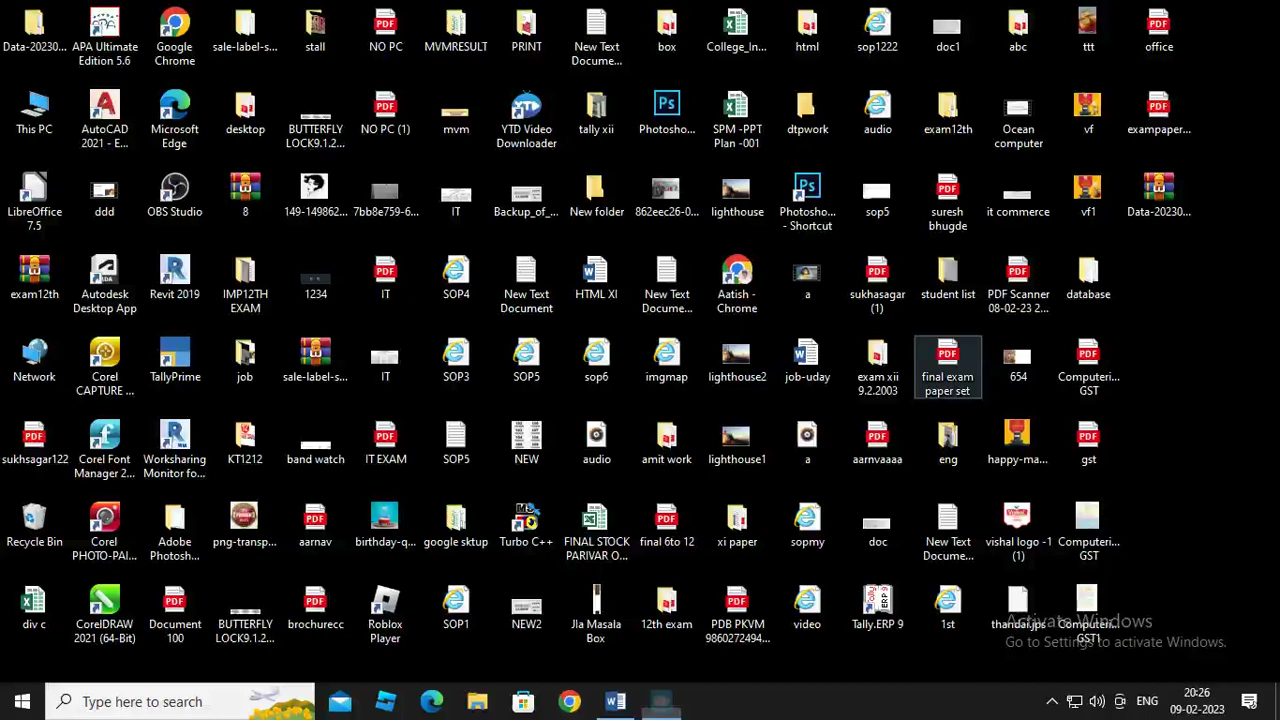 Data-20230...
APA Ultimate
Edition 5.6
Google
Chrome
sale-label-s...
stall
NO PC
MVMRESULT
PRINT
New Text
Docume...
box
College_In...
html
sop1222
doc1
abc
ttt
office
This PC
AutoCAD
2021 - E...
Microsoft
Edge
desktop
BUTTERFLY
LOCK9.1.2...
NO PC (1)
mvm
YTD Video
Downloader
tally xii
Photosho...
SPM -PPT
Plan -001
dtpwork
audio
exam12th
Ocean
computer
vf
exampaper...
LibreOffice
7.5
ddd
OBS Studio
8
149-149862...
7bb8e759-6...
IT
Backup_of_...
New folder
862eec26-0...
lighthouse
Photosho...
- Shortcut
sop5
suresh
bhugde
it commerce
vf1
Data-20230...
exam12th
Autodesk
Desktop App
Revit 2019
IMP12TH
EXAM
1234
IT
SOP4
New Text
Document
HTML XI
New Text
Docume...
Aatish -
Chrome
a
sukhasagar
(1)
student list
PDF Scanner
08-02-23 2...
database
Network
Corel
CAPTURE ...
TallyPrime
job
sale-label-s...
IT
SOP3
SOP5
sop6
imgmap
lighthouse2
job-uday
exam xii
9.2.2003
final exam
paper set
654
Computeri...
GST
sukhsagar122
Corel Font
Manager 2...
Worksharing
Monitor fo...
KT1212
band watch
IT EXAM
SOP5
NEW
audio
amit work
lighthouse1
a
aarnvaaaa
eng
happy-ma...
gst
Recycle Bin
Corel
PHOTO-PAI...
Adobe
Photosh...
png-transp...
aarnav
birthday-q...
google sktup
Turbo C++
FINAL STOCK
PARIVAR O...
final 6to 12
xi paper
sopmy
doc
New Text
Docume...
vishal logo -1
(1)
Computeri...
GST
div c
CorelDRAW
2021 (64-Bit)
Document
100
BUTTERFLY
LOCK9.1.2...
brochurecc
Roblox
Player
SOP1
NEW2
Jla Masala
Box
12th exam
PDB PKVM
9860272494...
video
Tally.ERP 9
1st
thandai.jps
Computeri...
GST1
Activate Windows
Go to Settings to activate Windows.
Type here to search
ENG
20:26
09-02-2023